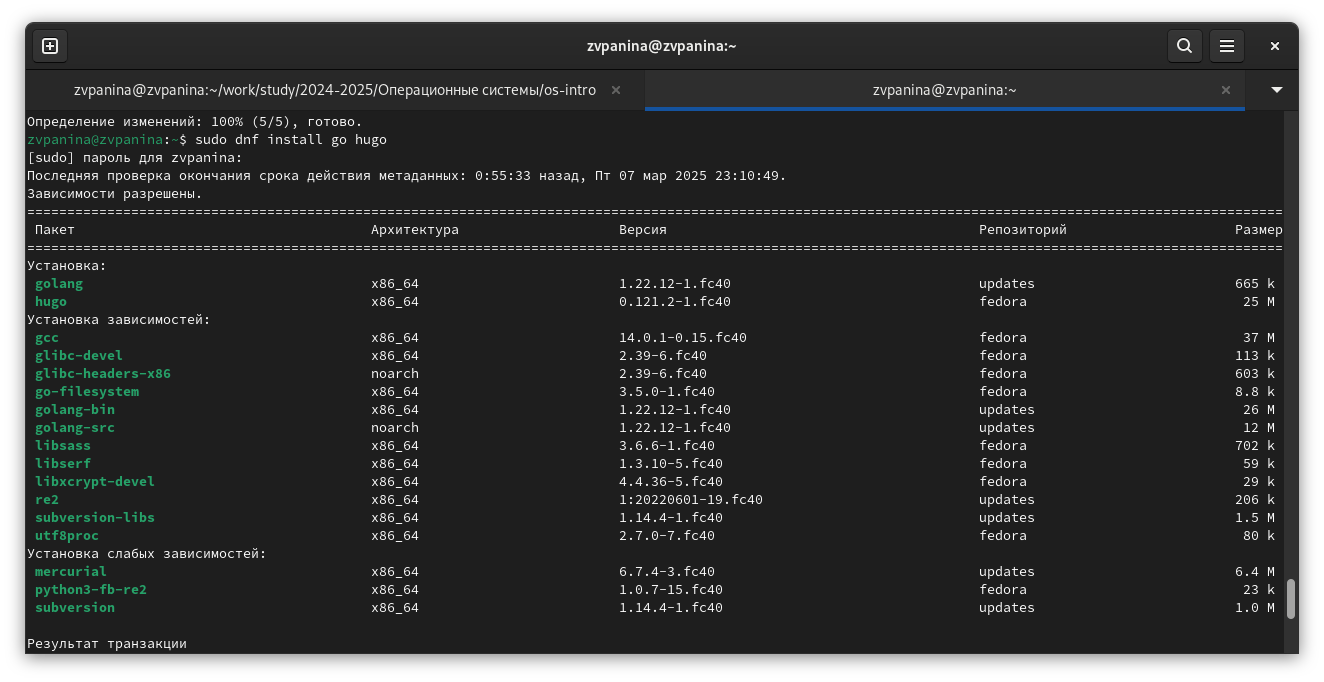 zvpanina@zvpanina:~
zvpanina@zvpanina:~/work/study/2024-2025/Операционные системы/os-intro × zvpanina@zvpanina:~ ×
Определение изменений: 100% (5/5), готово.
zvpanina@zvpanina:~$ sudo dnf install go hugo
[sudo] пароль для zvpanina:
Последняя проверка окончания срока действия метаданных: 0:55:33 назад, Пт 07 мар 2025 23:10:49.
Зависимости разрешены.
================================================================================
Пакет Архитектура Версия Репозиторий Размер
================================================================================
Установка:
golang x86_64 1.22.12-1.fc40 updates 665 k
hugo x86_64 0.121.2-1.fc40 fedora 25 M
Установка зависимостей:
gcc x86_64 14.0.1-0.15.fc40 fedora 37 M
glibc-devel x86_64 2.39-6.fc40 fedora 113 k
glibc-headers-x86 noarch 2.39-6.fc40 fedora 603 k
go-filesystem x86_64 3.5.0-1.fc40 fedora 8.8 k
golang-bin x86_64 1.22.12-1.fc40 updates 26 M
golang-src noarch 1.22.12-1.fc40 updates 12 M
libsass x86_64 3.6.6-1.fc40 fedora 702 k
libserf x86_64 1.3.10-5.fc40 fedora 59 k
libxcrypt-devel x86_64 4.4.36-5.fc40 fedora 29 k
re2 x86_64 1:20220601-19.fc40 updates 206 k
subversion-libs x86_64 1.14.4-1.fc40 updates 1.5 M
utf8proc x86_64 2.7.0-7.fc40 fedora 80 k
Установка слабых зависимостей:
mercurial x86_64 6.7.4-3.fc40 updates 6.4 M
python3-fb-re2 x86_64 1.0.7-15.fc40 fedora 23 k
subversion x86_64 1.14.4-1.fc40 updates 1.0 M
Результат транзакции